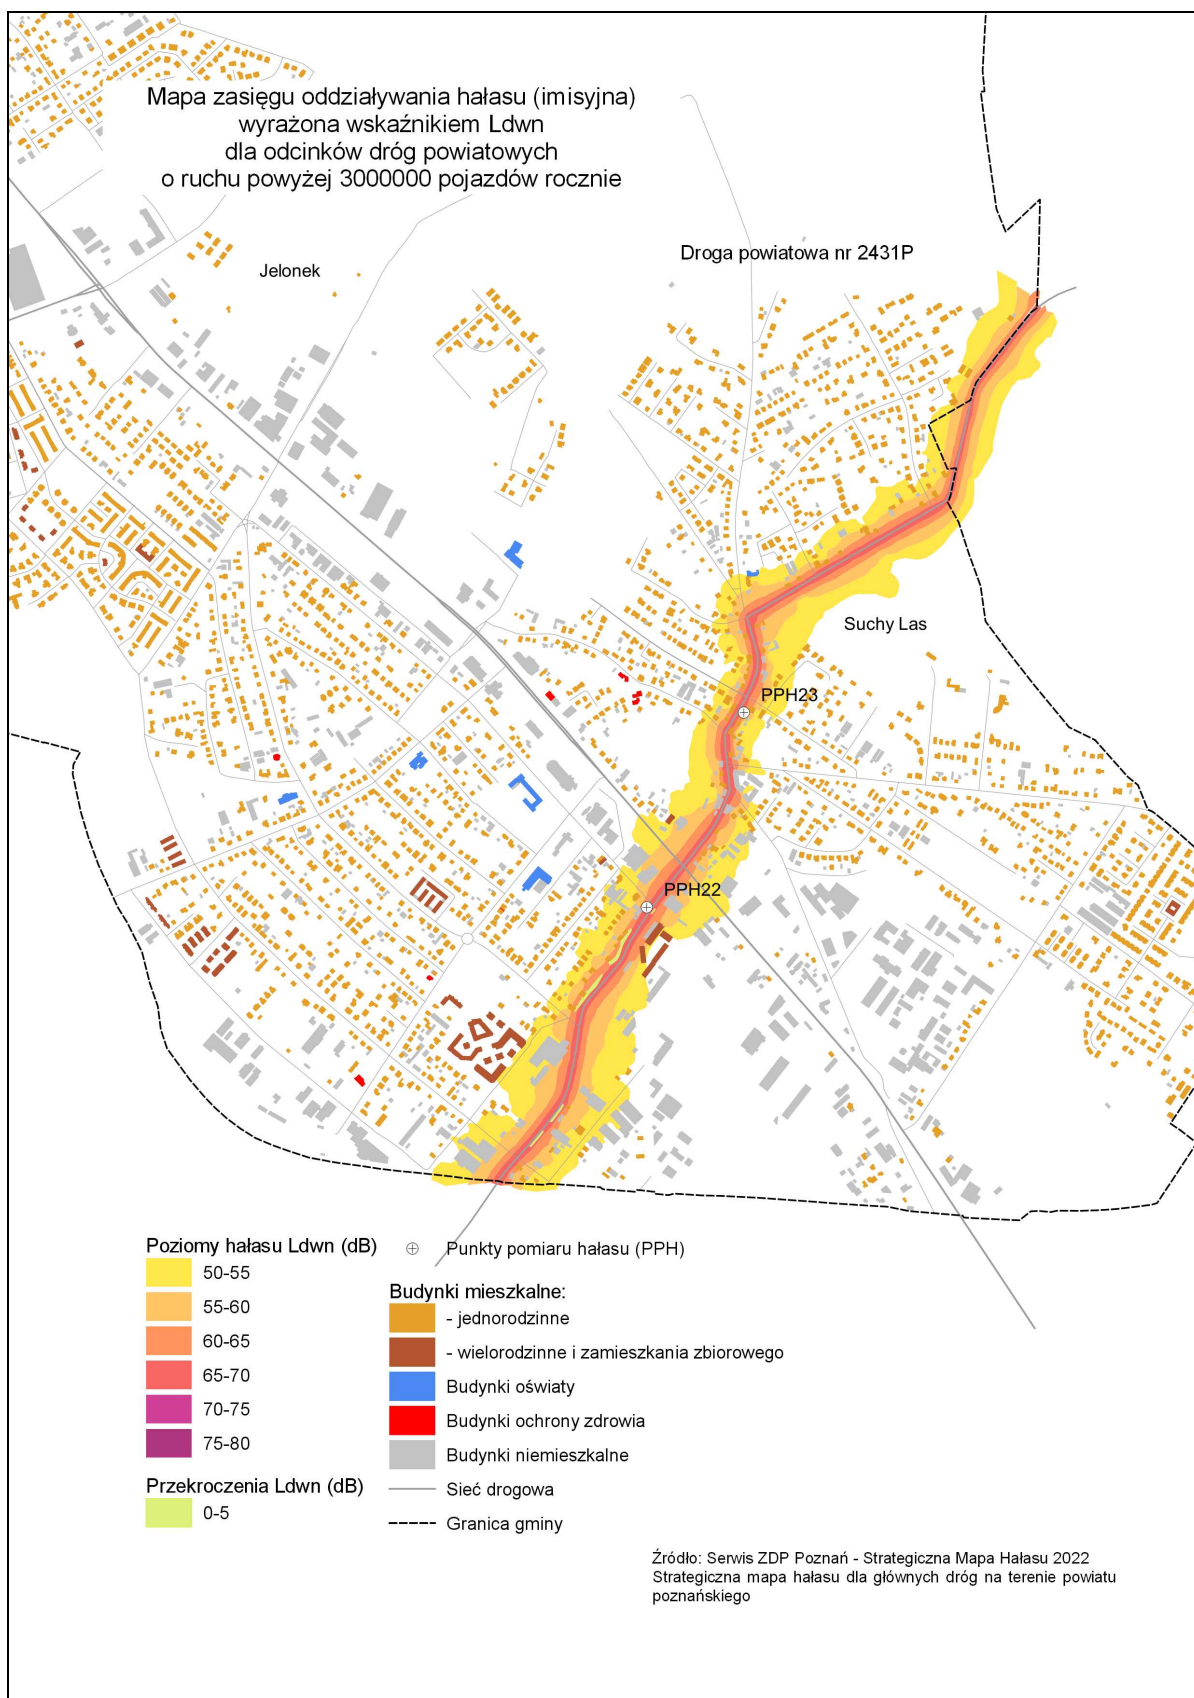 Mapa zasięgu oddziaływania hałasu (imisyjna)
wyrażona wskaźnikiem Ldwn
dla odcinków dróg powiatowych
o ruchu powyżej 3000000 pojazdów rocznie
Droga powiatowa nr 2431P
Jelonek
Suchy Las
PPH23
PPH22
Poziomy hałasu Ldwn (dB)
50-55
55-60
60-65
65-70
70-75
75-80
Przekroczenia Ldwn (dB)
0-5
Punkty pomiaru hałasu (PPH)
Budynki mieszkalne:
- jednorodzinne
- wielorodzinne i zamieszkania zbiorowego
Budynki oświaty
Budynki ochrony zdrowia
Budynki niemieszkalne
Sieć drogowa
Granica gminy
Źródło: Serwis ZDP Poznań - Strategiczna Mapa Hałasu 2022
Strategiczna mapa hałasu dla głównych dróg na terenie powiatu
poznańskiego